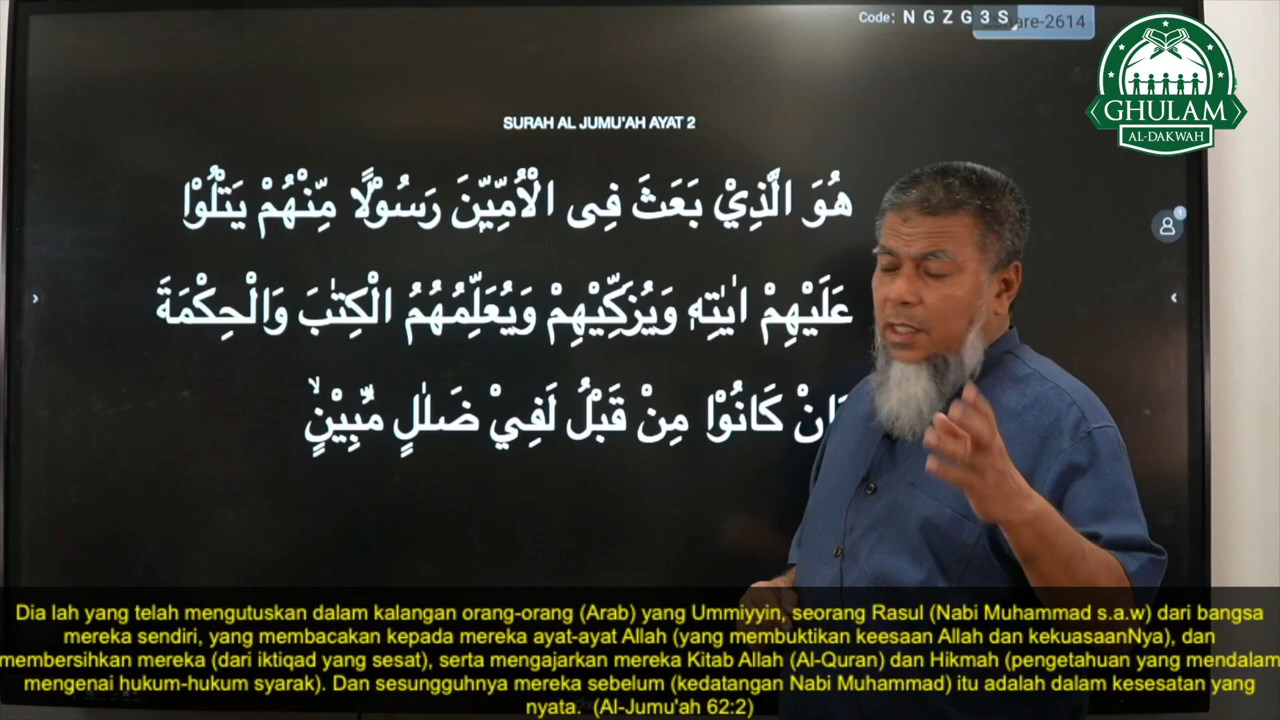 Code: N G Z G 3 S
are-2614
GHULAM
AL-DAKWAH
SURAH AL JUMU'AH AYAT 2
هُوَ الَّذِيْ بَعَثَ فِى الْاُمِّيّٖنَ رَسُوْلًا مِّنْهُمْ يَتْلُوْا
عَلَيْهِمْ اٰيٰتِهٖ وَيُزَكِّيْهِمْ وَيُعَلِّمُهُمُ الْكِتٰبَ وَالْحِكْمَةَ
كَانُوْا مِنْ قَبْلُ لَفِيْ ضَلٰلٍ مُّبِيْنٍۙ
1
Dia lah yang telah mengutuskan dalam kalangan orang-orang (Arab) yang Ummiyyin, seorang Rasul (Nabi Muhammad s.a.w) dari bangsa
mereka sendiri, yang membacakan kepada mereka ayat-ayat Allah (yang membuktikan keesaan Allah dan kekuasaanNya), dan
membersihkan mereka (dari iktiqad yang sesat), serta mengajarkan mereka Kitab Allah (Al-Quran) dan Hikmah (pengetahuan yang mendalam
mengenai hukum-hukum syarak). Dan sesungguhnya mereka sebelum (kedatangan Nabi Muhammad) itu adalah dalam kesesatan yang
nyata. (Al-Jumu'ah 62:2)